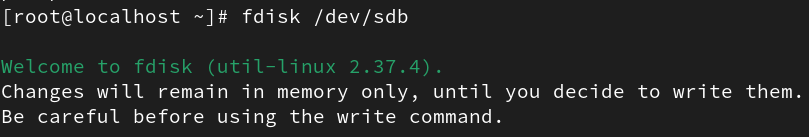 [root@localhost ~]# fdisk /dev/sdb
Welcome to fdisk (util-linux 2.37.4).
Changes will remain in memory only, until you decide to write them.
Be careful before using the write command.